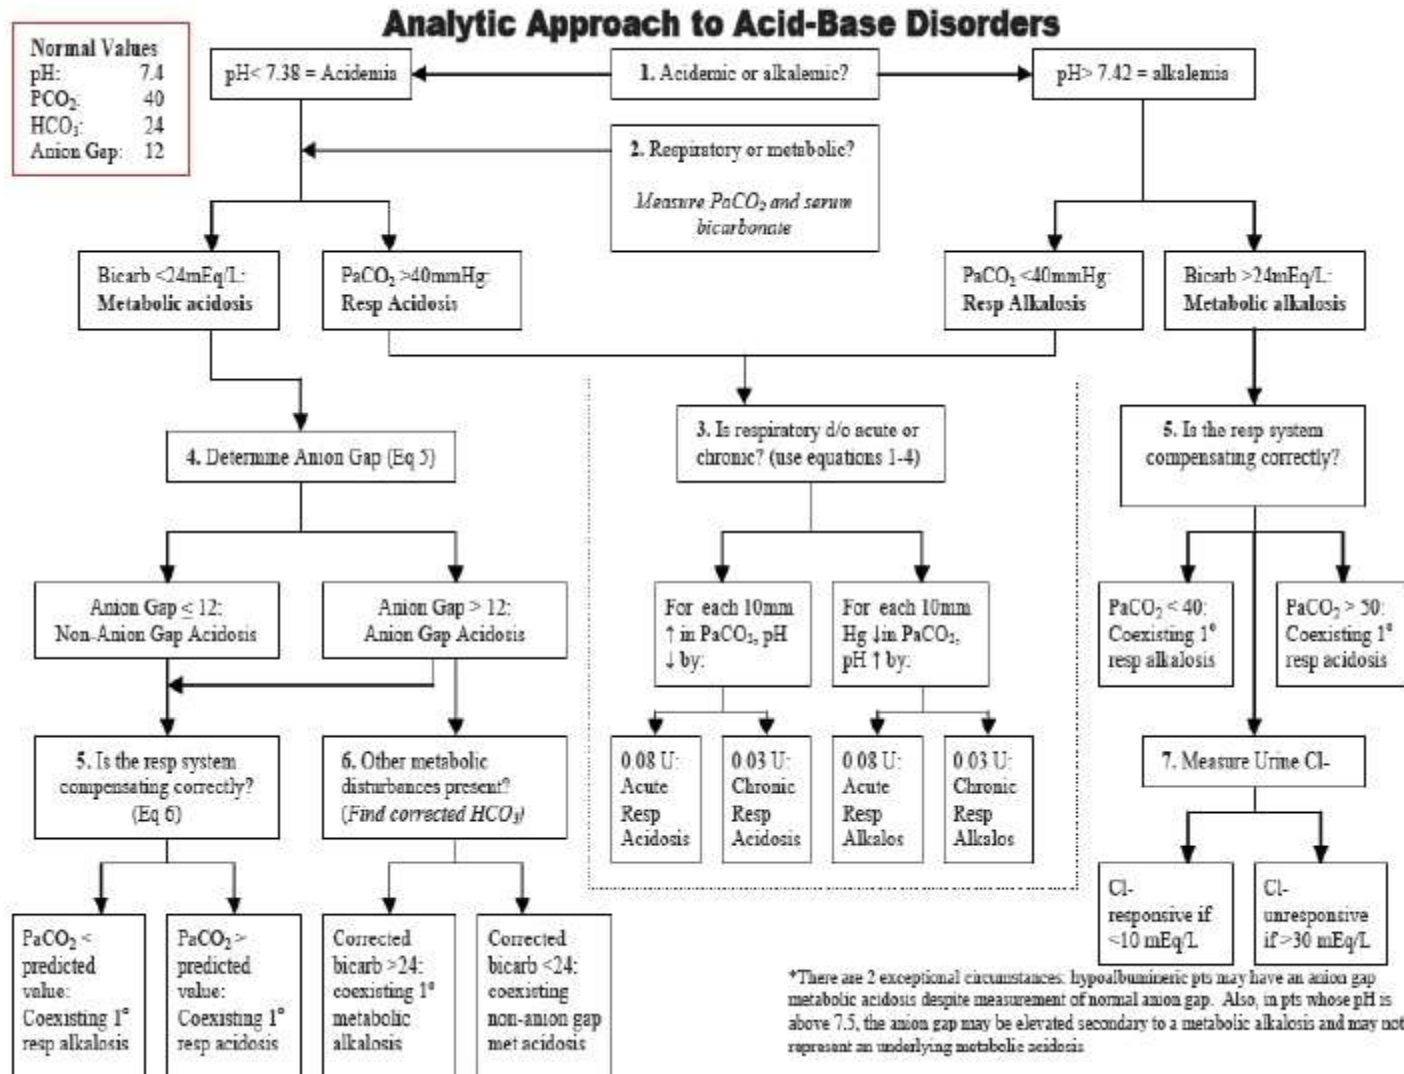 Analytic Approach to Acid-Base Disorders
Normal Values
pH: 7.4
PCO₂: 40
HCO₃: 24
Anion Gap: 12
pH< 7.38 = Acidemia
1. Acidemic or alkalemic?
pH> 7.42 = alkalemia
2. Respiratory or metabolic?
Measure PaCO₂ and serum
bicarbonate
Bicarb <24mEq/L:
Metabolic acidosis
PaCO₂ >40mmHg:
Resp Acidosis
PaCO₂ <40mmHg:
Resp Alkalosis
Bicarb >24mEq/L:
Metabolic alkalosis
4. Determine Anion Gap (Eq 5)
3. Is respiratory d/o acute or
chronic? (use equations 1-4)
5. Is the resp system
compensating correctly?
Anion Gap ≤ 12:
Non-Anion Gap Acidosis
Anion Gap > 12:
Anion Gap Acidosis
For each 10mm
↑ in PaCO₂, pH
↓ by:
For each 10mm
Hg ↓in PaCO₂,
pH ↑ by:
PaCO₂ < 40:
Coexisting 1°
resp alkalosis
PaCO₂ > 50:
Coexisting 1°
resp acidosis
5. Is the resp system
compensating correctly?
(Eq 6)
6. Other metabolic
disturbances present?
(Find corrected HCO₃)
0.08 U:
Acute
Resp
Acidosis
0.03 U:
Chronic
Resp
Acidosis
0.08 U:
Acute
Resp
Alkalos
0.03 U:
Chronic
Resp
Alkalos
7. Measure Urine Cl-
PaCO₂ <
predicted
value:
Coexisting 1°
resp alkalosis
PaCO₂ >
predicted
value:
Coexisting 1°
resp acidosis
Corrected
bicarb >24:
coexisting 1°
metabolic
alkalosis
Corrected
bicarb <24:
coexisting
non-anion gap
met acidosis
Cl-
responsive if
<10 mEq/L
Cl-
unresponsive
if >30 mEq/L
*There are 2 exceptional circumstances: hypoalbumineric pts may have an anion gap
metabolic acidosis despite measurement of normal anion gap. Also, in pts whose pH is
above 7.5, the anion gap may be elevated secondary to a metabolic alkalosis and may not
represent an underlying metabolic acidosis